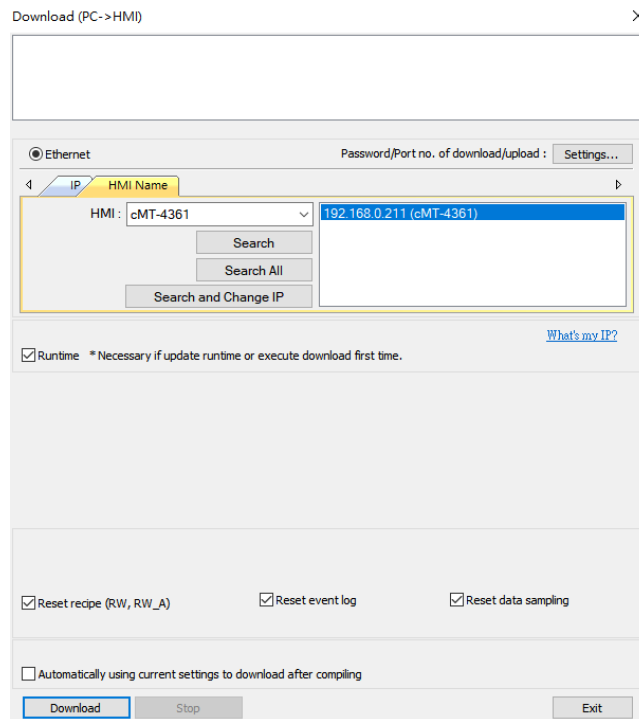 Download (PC->HMI)
Ethernet Password/Port no. of download/upload : Settings...
IP HMI Name
HMI : cMT-4361 192.168.0.211 (cMT-4361)
Search
Search All
Search and Change IP
What's my IP?
Runtime * Necessary if update runtime or execute download first time.
Reset recipe (RW, RW_A) Reset event log Reset data sampling
Automatically using current settings to download after compiling
Download Stop Exit